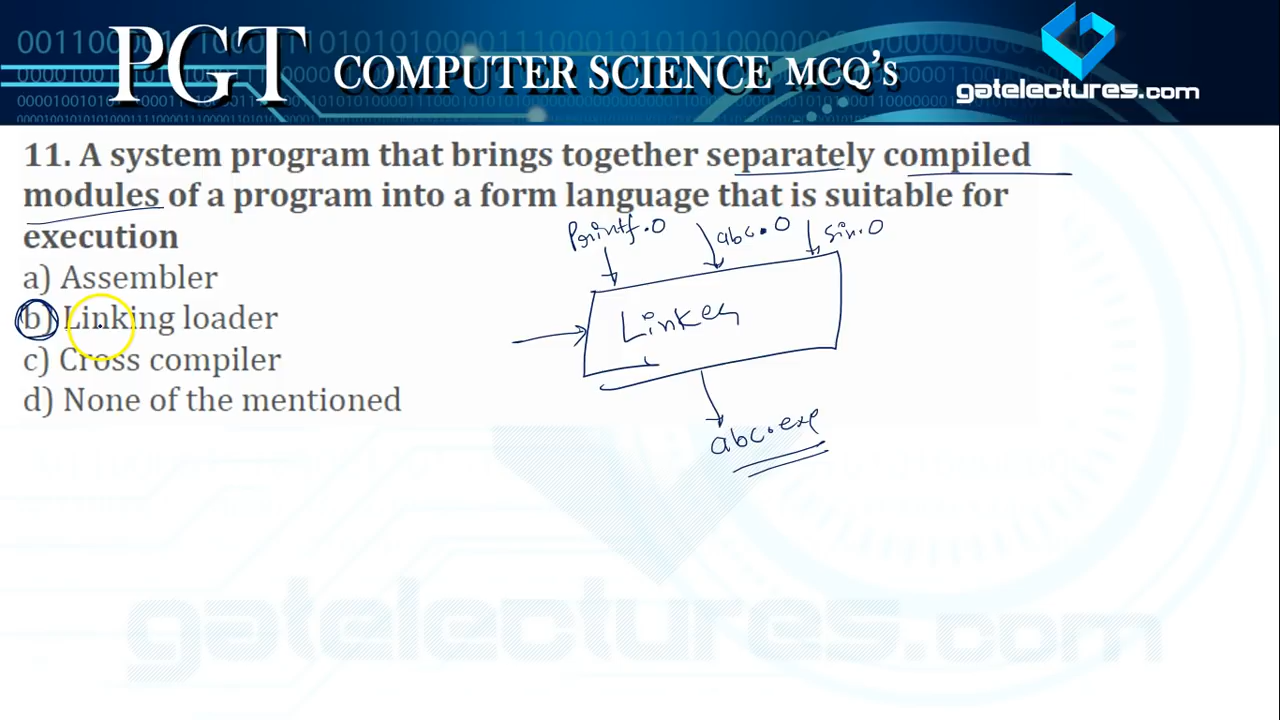 PGT COMPUTER SCIENCE MCQ's
gatelectures.com
11. A system program that brings together separately compiled
modules of a program into a form language that is suitable for
execution
a) Assembler
b) Linking loader
c) Cross compiler
d) None of the mentioned
Printf.o abc.o sin.o
Linker
abc.exe
gatelectures.com